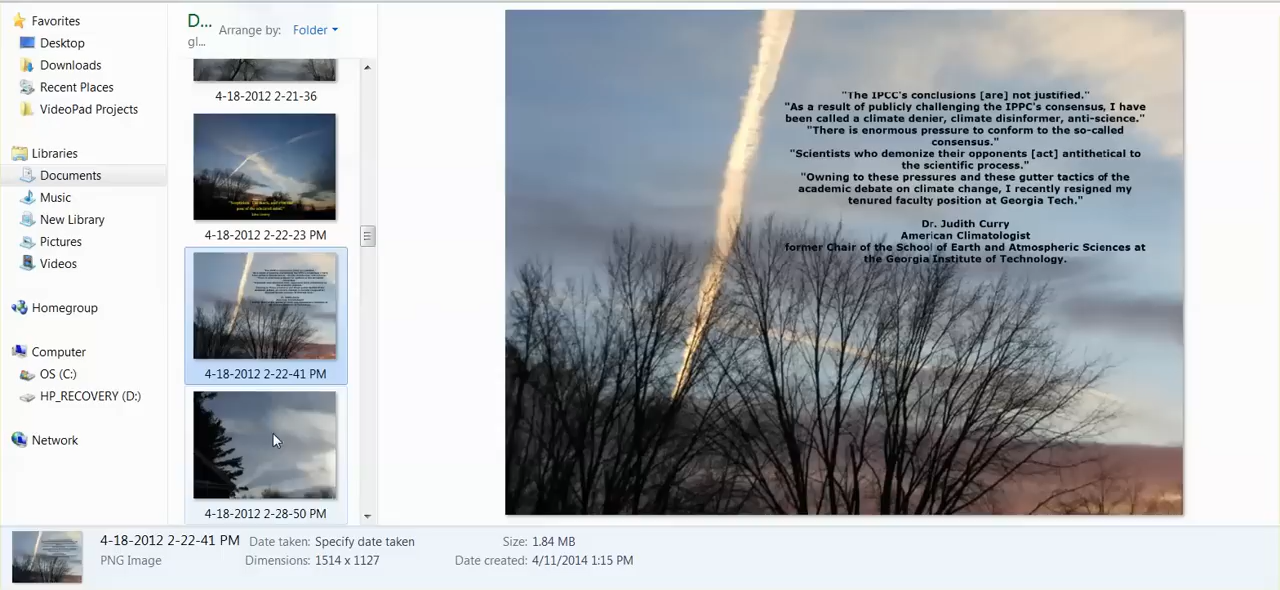 Favorites
Desktop
Downloads
Recent Places
VideoPad Projects
Libraries
Documents
Music
New Library
Pictures
Videos
Homegroup
Computer
OS (C:)
HP_RECOVERY (D:)
Network
D...
gl...
Arrange by: Folder
4-18-2012 2-21-36
4-18-2012 2-22-23 PM
4-18-2012 2-22-41 PM
4-18-2012 2-28-50 PM
"The IPCC's conclusions [are] not justified."
"As a result of publicly challenging the IPPC's consensus, I have
been called a climate denier, climate disinformer, anti-science."
"There is enormous pressure to conform to the so-called
consensus."
"Scientists who demonize their opponents [act] antithetical to
the scientific process."
"Owning to these pressures and these gutter tactics of the
academic debate on climate change, I recently resigned my
tenured faculty position at Georgia Tech."
Dr. Judith Curry
American Climatologist
former Chair of the School of Earth and Atmospheric Sciences at
the Georgia Institute of Technology.
4-18-2012 2-22-41 PM Date taken: Specify date taken Size: 1.84 MB
PNG Image Dimensions: 1514 x 1127 Date created: 4/11/2014 1:15 PM